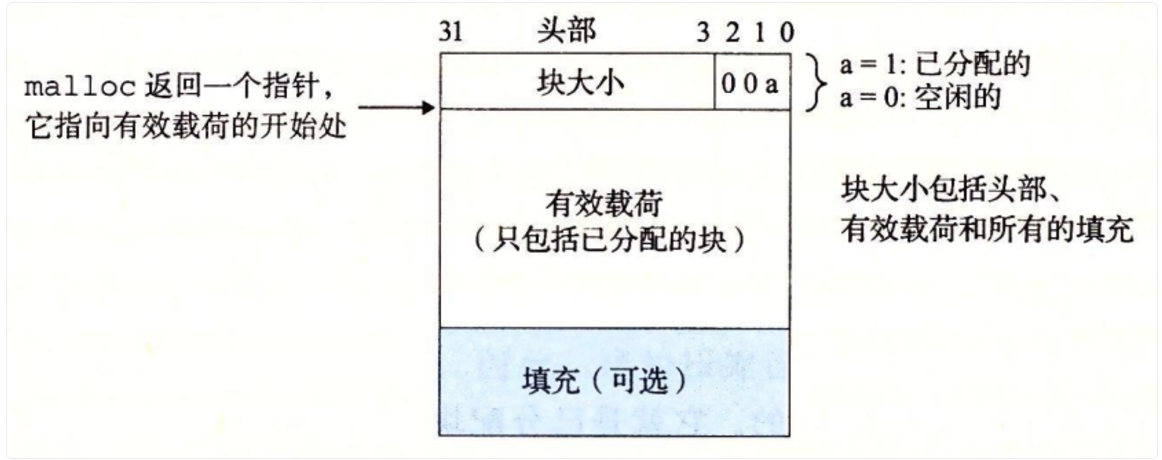 31 头部 3 2 1 0
块大小 0 0 a
a = 1: 已分配的
a = 0: 空闲的
malloc 返回一个指针，
它指向有效载荷的开始处
有效载荷
（只包括已分配的块）
块大小包括头部、
有效载荷和所有的填充
填充（可选）